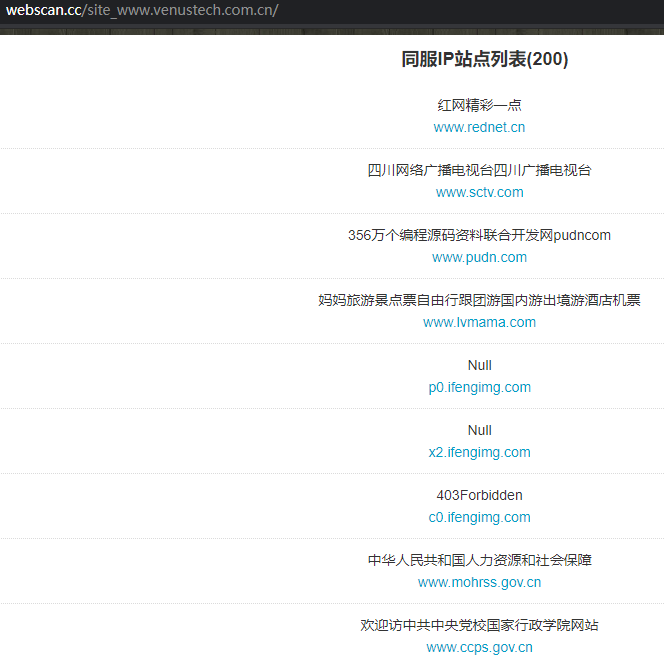 webscan.cc/site_www.venustech.com.cn/
同服IP站点列表(200)
红网精彩一点
www.rednet.cn
四川网络广播电视台四川广播电视台
www.sctv.com
356万个编程源码资料联合开发网pudncom
www.pudn.com
妈妈旅游景点票自由行跟团游国内游出境游酒店机票
www.lvmama.com
Null
p0.ifengimg.com
Null
x2.ifengimg.com
403Forbidden
c0.ifengimg.com
中华人民共和国人力资源和社会保障
www.mohrss.gov.cn
欢迎访中共中央党校国家行政学院网站
www.ccps.gov.cn